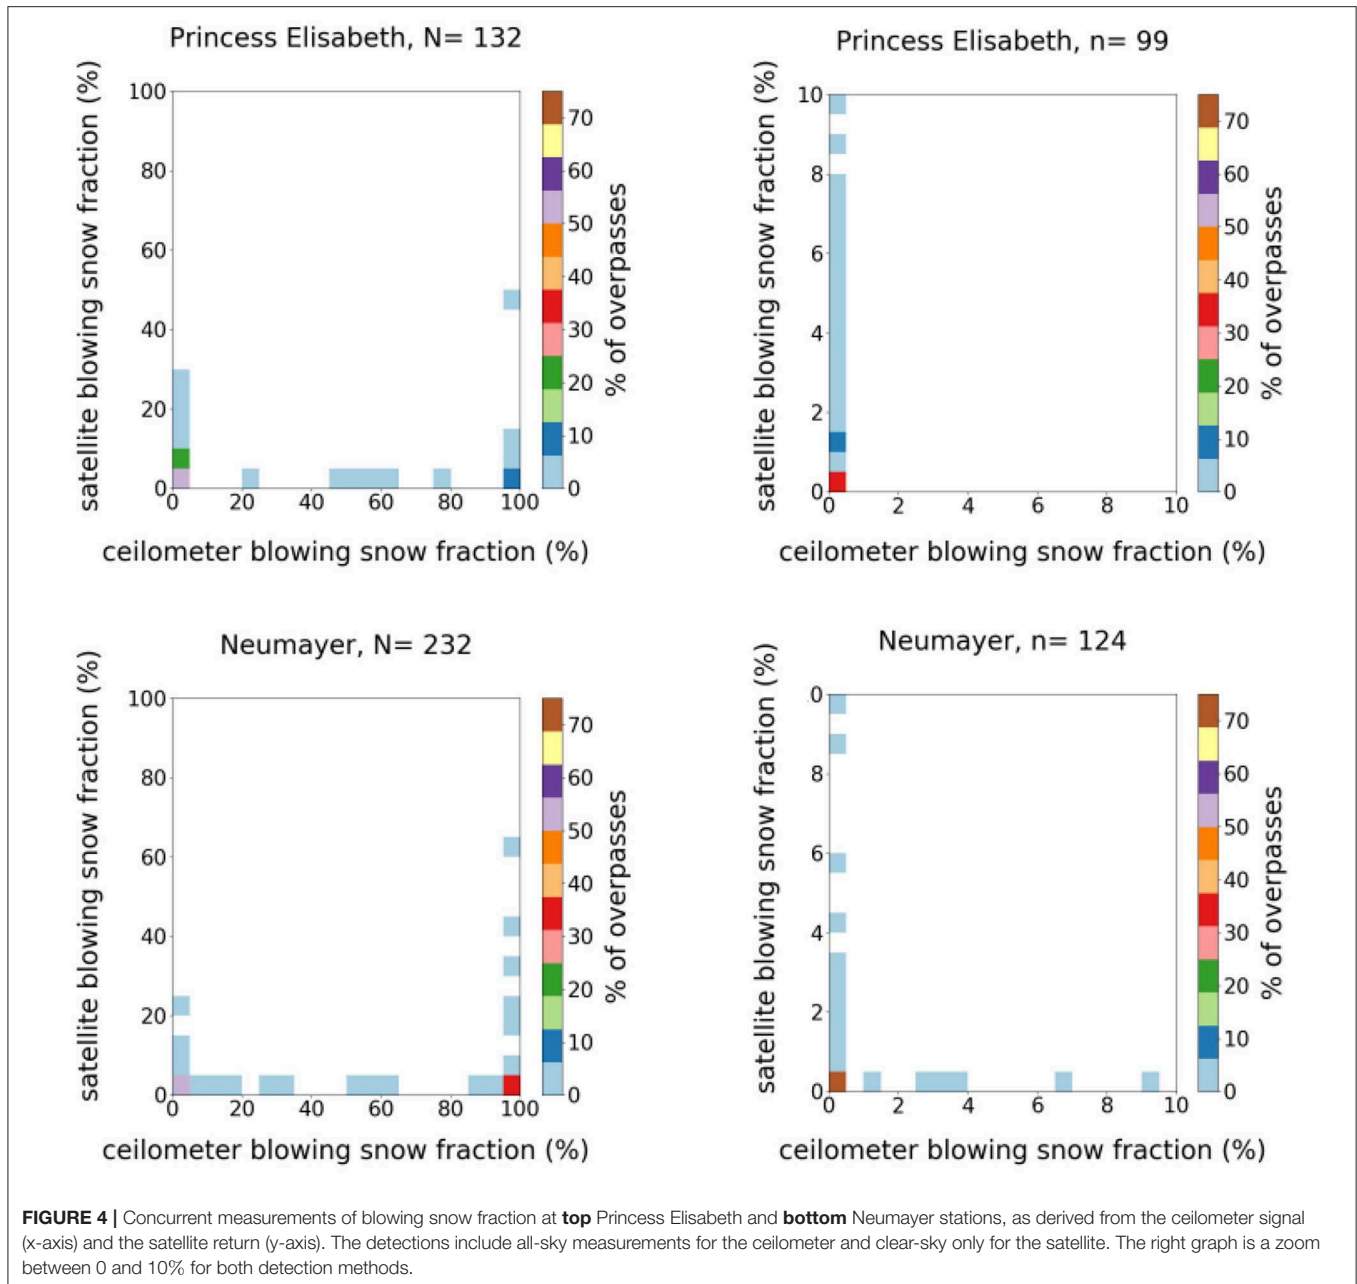 Princess Elisabeth, N= 132
satellite blowing snow fraction (%)
100
80
60
40
20
0
0 20 40 60 80 100
ceilometer blowing snow fraction (%)
70
60
50
40
30
20
10
0
% of overpasses
Princess Elisabeth, n= 99
satellite blowing snow fraction (%)
10
8
6
4
2
0
0 2 4 6 8 10
ceilometer blowing snow fraction (%)
70
60
50
40
30
20
10
0
% of overpasses
Neumayer, N= 232
satellite blowing snow fraction (%)
100
80
60
40
20
0
0 20 40 60 80 100
ceilometer blowing snow fraction (%)
70
60
50
40
30
20
10
0
% of overpasses
Neumayer, n= 124
satellite blowing snow fraction (%)
0
8
6
4
2
0
0 2 4 6 8 10
ceilometer blowing snow fraction (%)
70
60
50
40
30
20
10
0
% of overpasses
FIGURE 4 | Concurrent measurements of blowing snow fraction at top Princess Elisabeth and bottom Neumayer stations, as derived from the ceilometer signal
(x-axis) and the satellite return (y-axis). The detections include all-sky measurements for the ceilometer and clear-sky only for the satellite. The right graph is a zoom
between 0 and 10% for both detection methods.